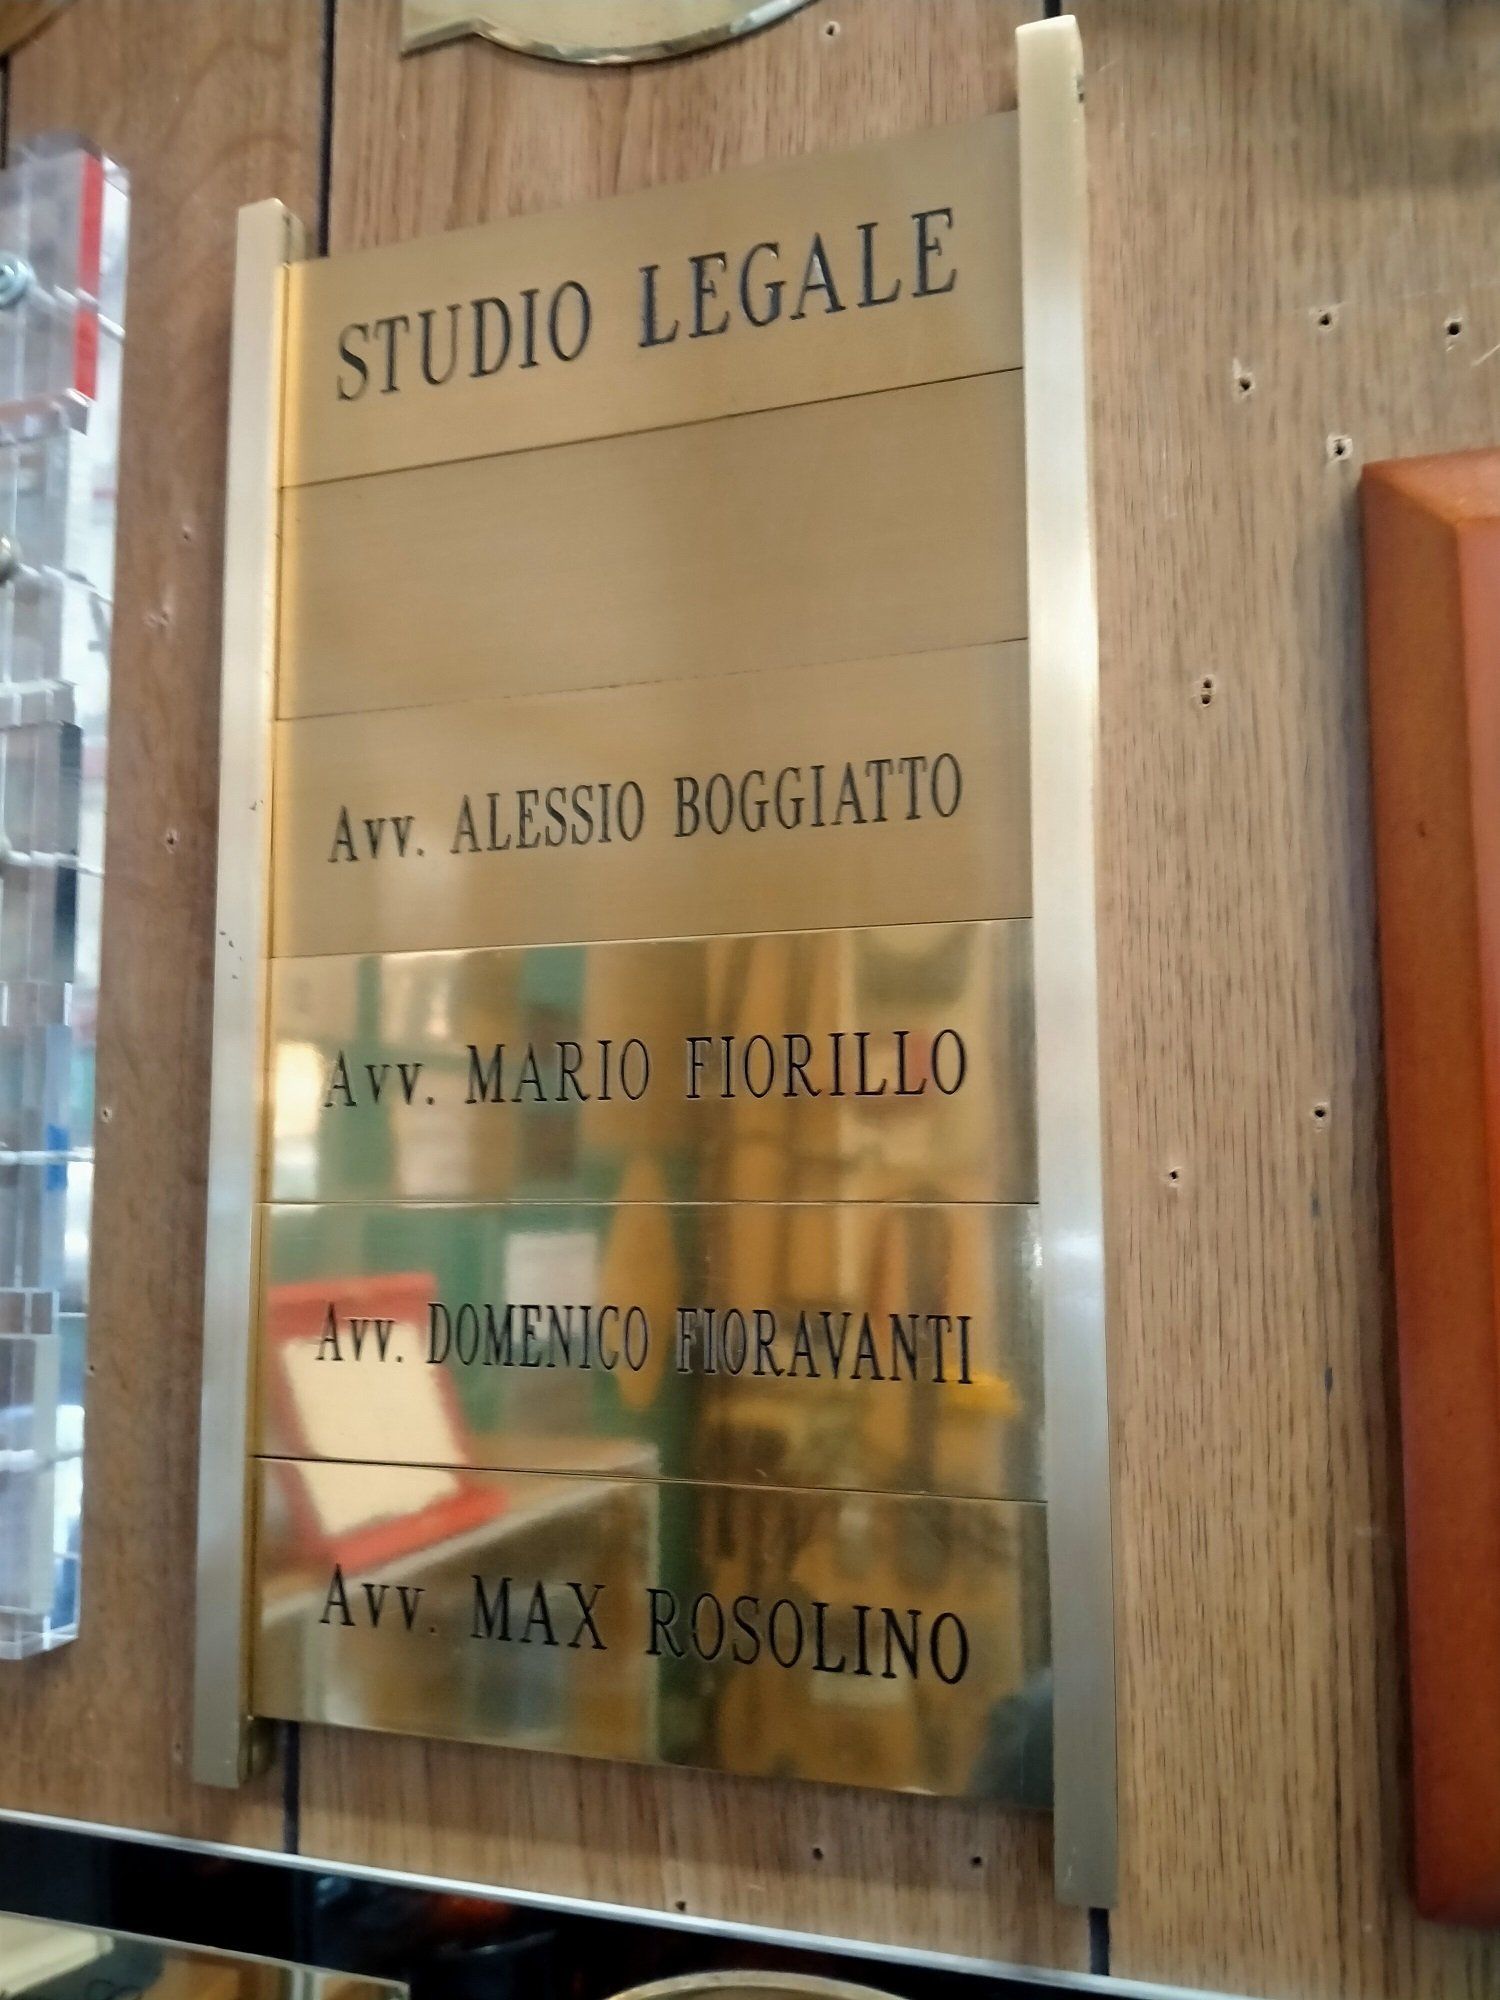 STUDIO LEGALE
Avv. ALESSIO BOGGIATTO
Avv. MARIO FIORILLO
Avv. DOMENICO FIORAVANTI
Avv. MAX ROSOLINO